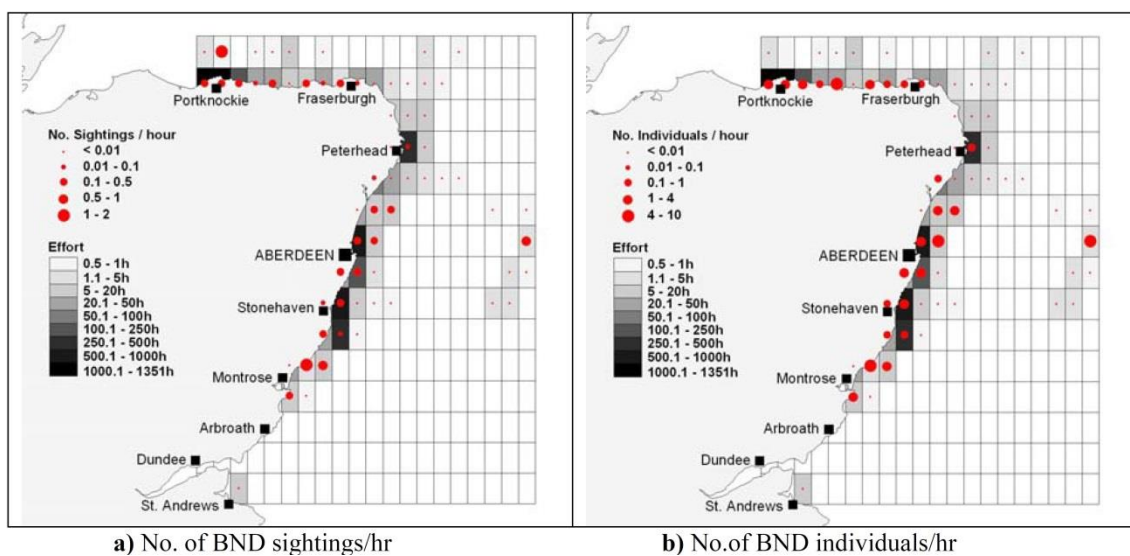 Portknockie
Fraserburgh
No. Sightings / hour
< 0.01
0.01 - 0.1
0.1 - 0.5
0.5 - 1
1 - 2
Peterhead
Effort
0.5 - 1h
1.1 - 5h
5 - 20h
20.1 - 50h
50.1 - 100h
100.1 - 250h
250.1 - 500h
500.1 - 1000h
1000.1 - 1351h
ABERDEEN
Stonehaven
Montrose
Arbroath
Dundee
St. Andrews
a) No. of BND sightings/hr
Portknockie
Fraserburgh
No. Individuals / hour
< 0.01
0.01 - 0.1
0.1 - 1
1 - 4
4 - 10
Peterhead
Effort
0.5 - 1h
1.1 - 5h
5 - 20h
20.1 - 50h
50.1 - 100h
100.1 - 250h
250.1 - 500h
500.1 - 1000h
1000.1 - 1351h
ABERDEEN
Stonehaven
Montrose
Arbroath
Dundee
St. Andrews
b) No.of BND individuals/hr